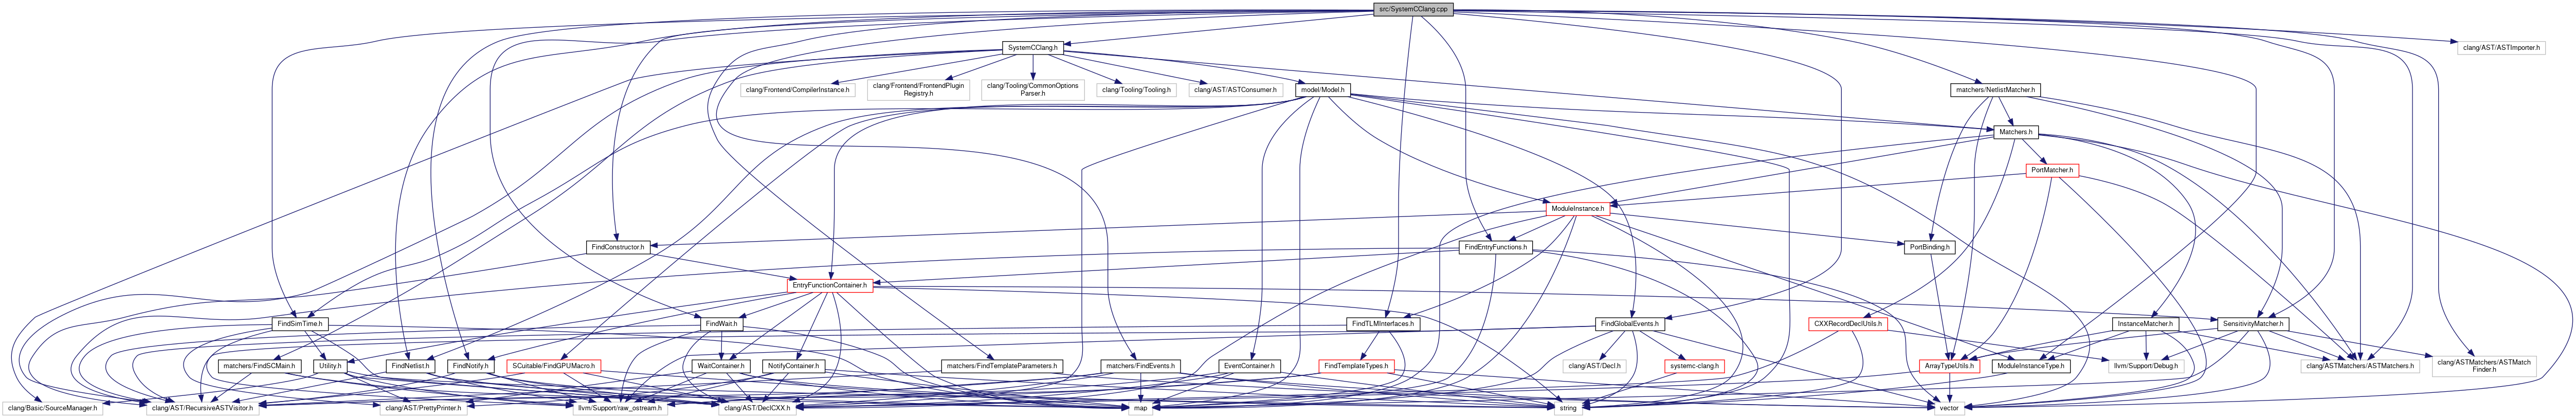 src/SystemCClang.cpp
SystemCClang.h
clang/AST/ASTImporter.h
clang/Frontend/CompilerInstance.h
clang/Frontend/FrontendPlugin
Registry.h
clang/Tooling/CommonOptions
Parser.h
clang/Tooling/Tooling.h
clang/AST/ASTConsumer.h
model/Model.h
matchers/NetlistMatcher.h
Matchers.h
PortMatcher.h
ModuleInstance.h
FindConstructor.h
FindEntryFunctions.h
PortBinding.h
EntryFunctionContainer.h
FindSimTime.h
FindWait.h
FindTLMInterfaces.h
FindGlobalEvents.h
CXXRecordDeclUtils.h
InstanceMatcher.h
SensitivityMatcher.h
matchers/FindSCMain.h
Utility.h
FindNetlist.h
FindNotify.h
SCuitable/FindGPUMacro.h
WaitContainer.h
NotifyContainer.h
matchers/FindTemplateParameters.h
matchers/FindEvents.h
EventContainer.h
FindTemplateTypes.h
clang/AST/Decl.h
systemc-clang.h
ArrayTypeUtils.h
ModuleInstanceType.h
llvm/Support/Debug.h
clang/ASTMatchers/ASTMatchers.h
clang/ASTMatchers/ASTMatch
Finder.h
clang/Basic/SourceManager.h
clang/AST/RecursiveASTVisitor.h
clang/AST/PrettyPrinter.h
llvm/Support/raw_ostream.h
clang/AST/DeclCXX.h
map
string
vector